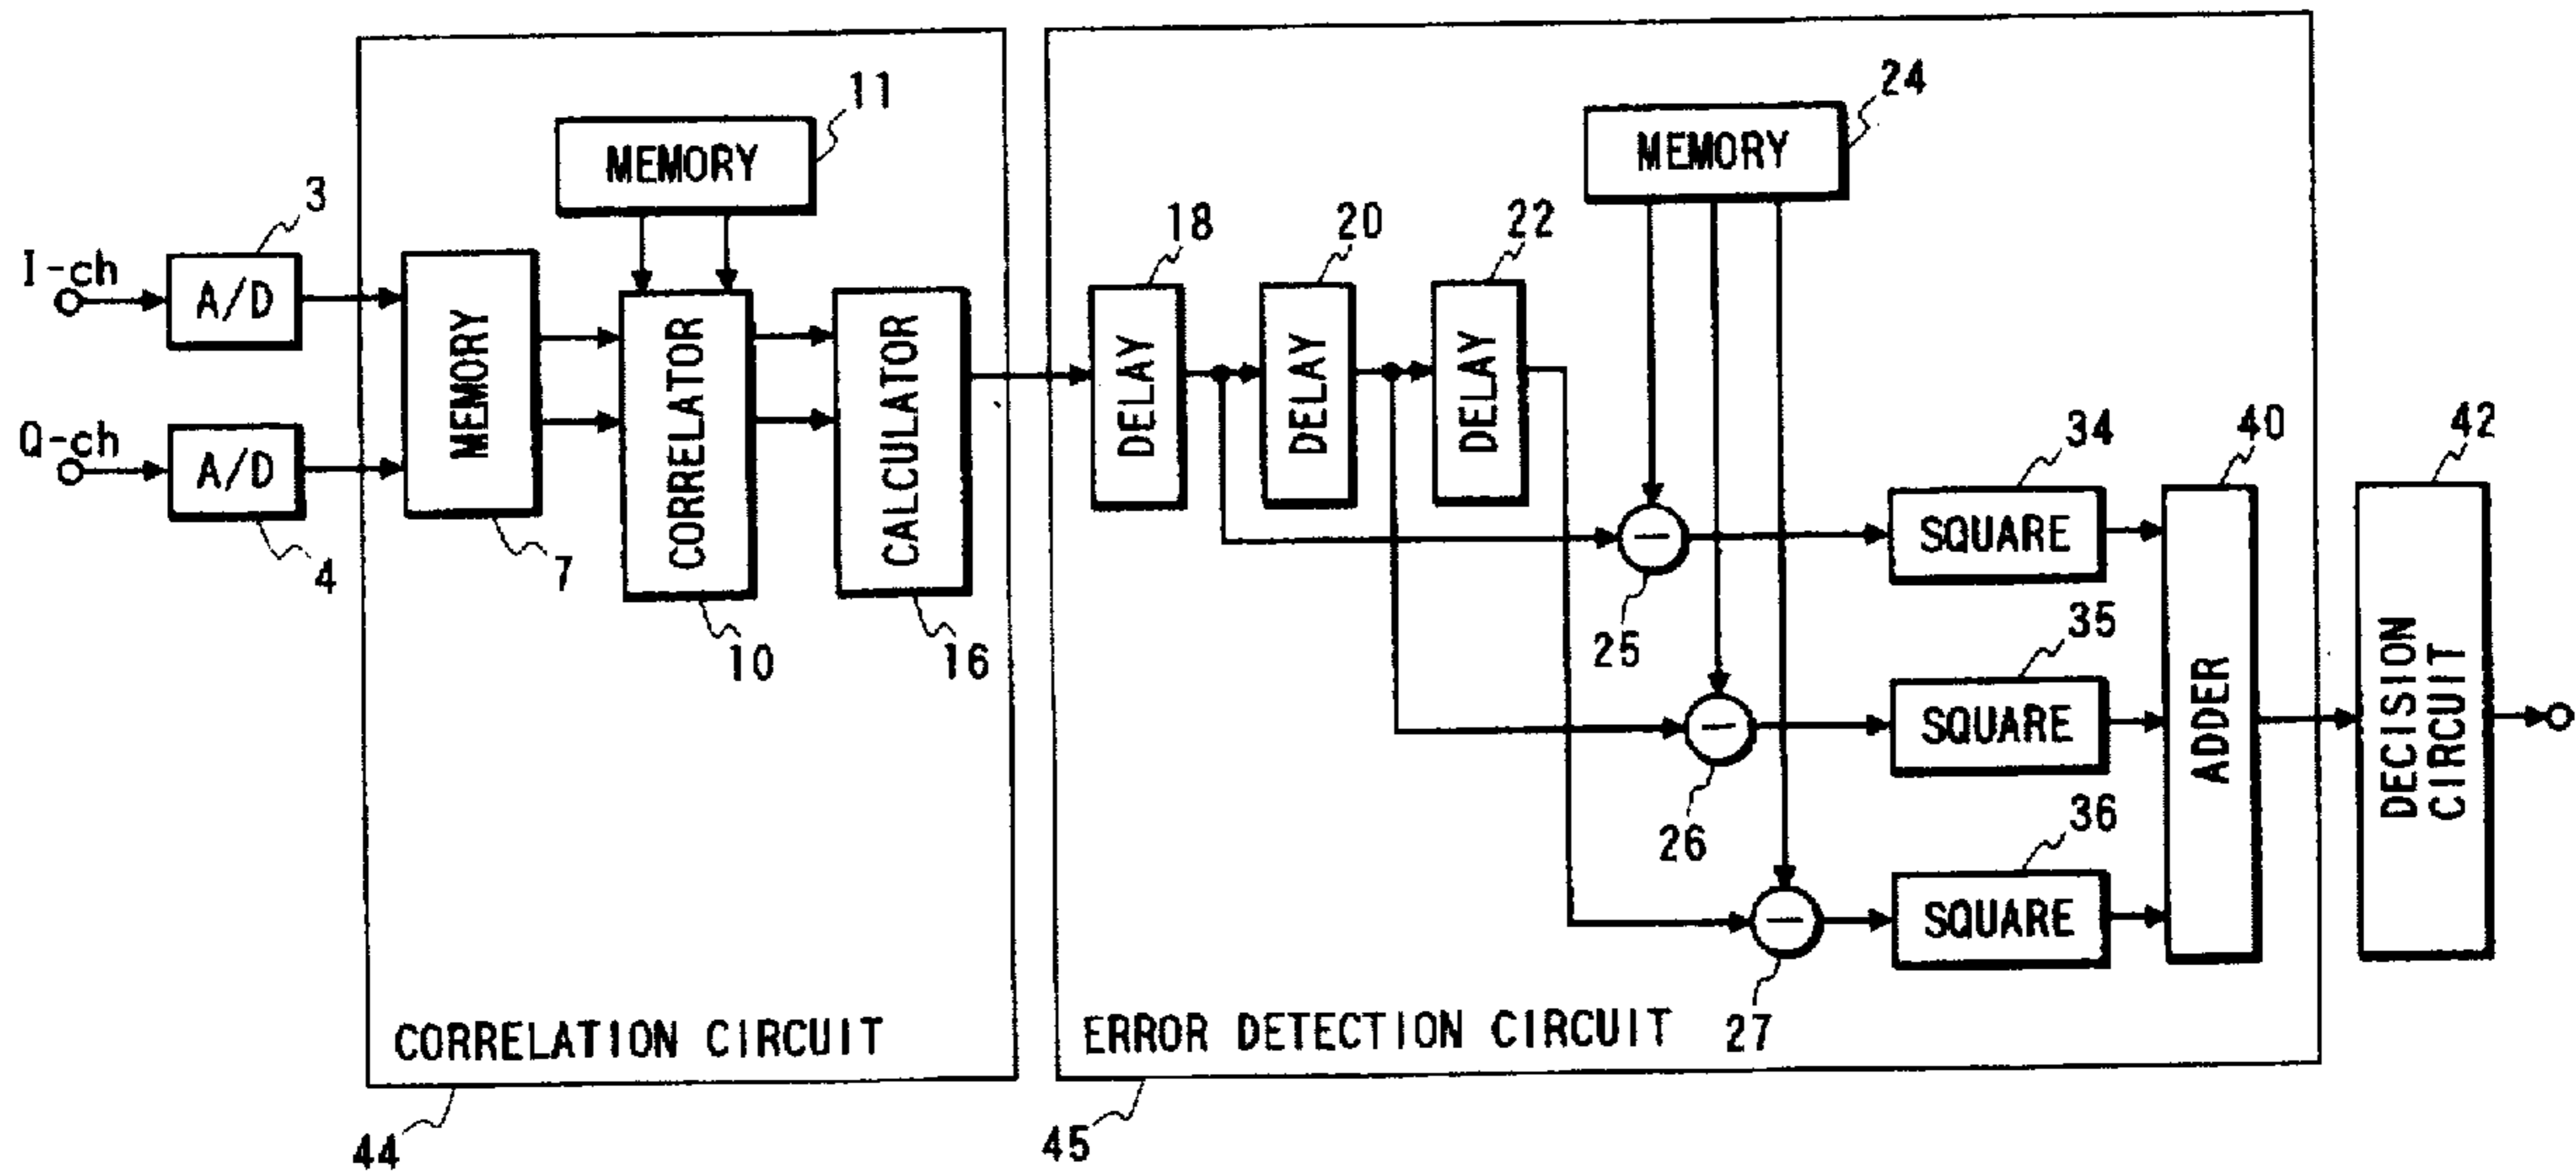 11
24
MEMORY
MEMORY
3
18
20
22
I-ch
A/D
MEMORY
CORRELATOR
CALCULATOR
DELAY
DELAY
DELAY
Q-ch
A/D
34
40
42
4
7
SQUARE
10
16
25
35
SQUARE
ADDER
DECISION
CIRCUIT
26
36
SQUARE
CORRELATION CIRCUIT
ERROR DETECTION CIRCUIT
27
44
45